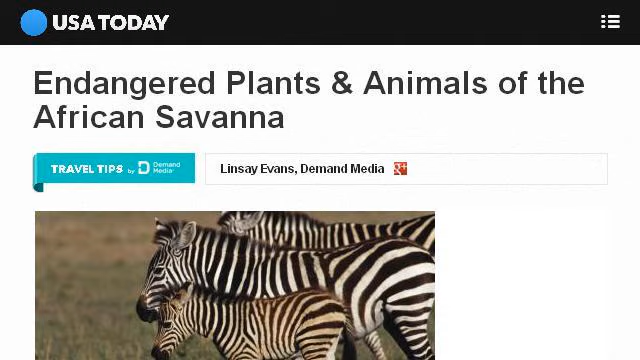 USA TODAY
Endangered Plants & Animals of the
African Savanna
TRAVEL TIPS by Demand Media
Linsay Evans, Demand Media g+